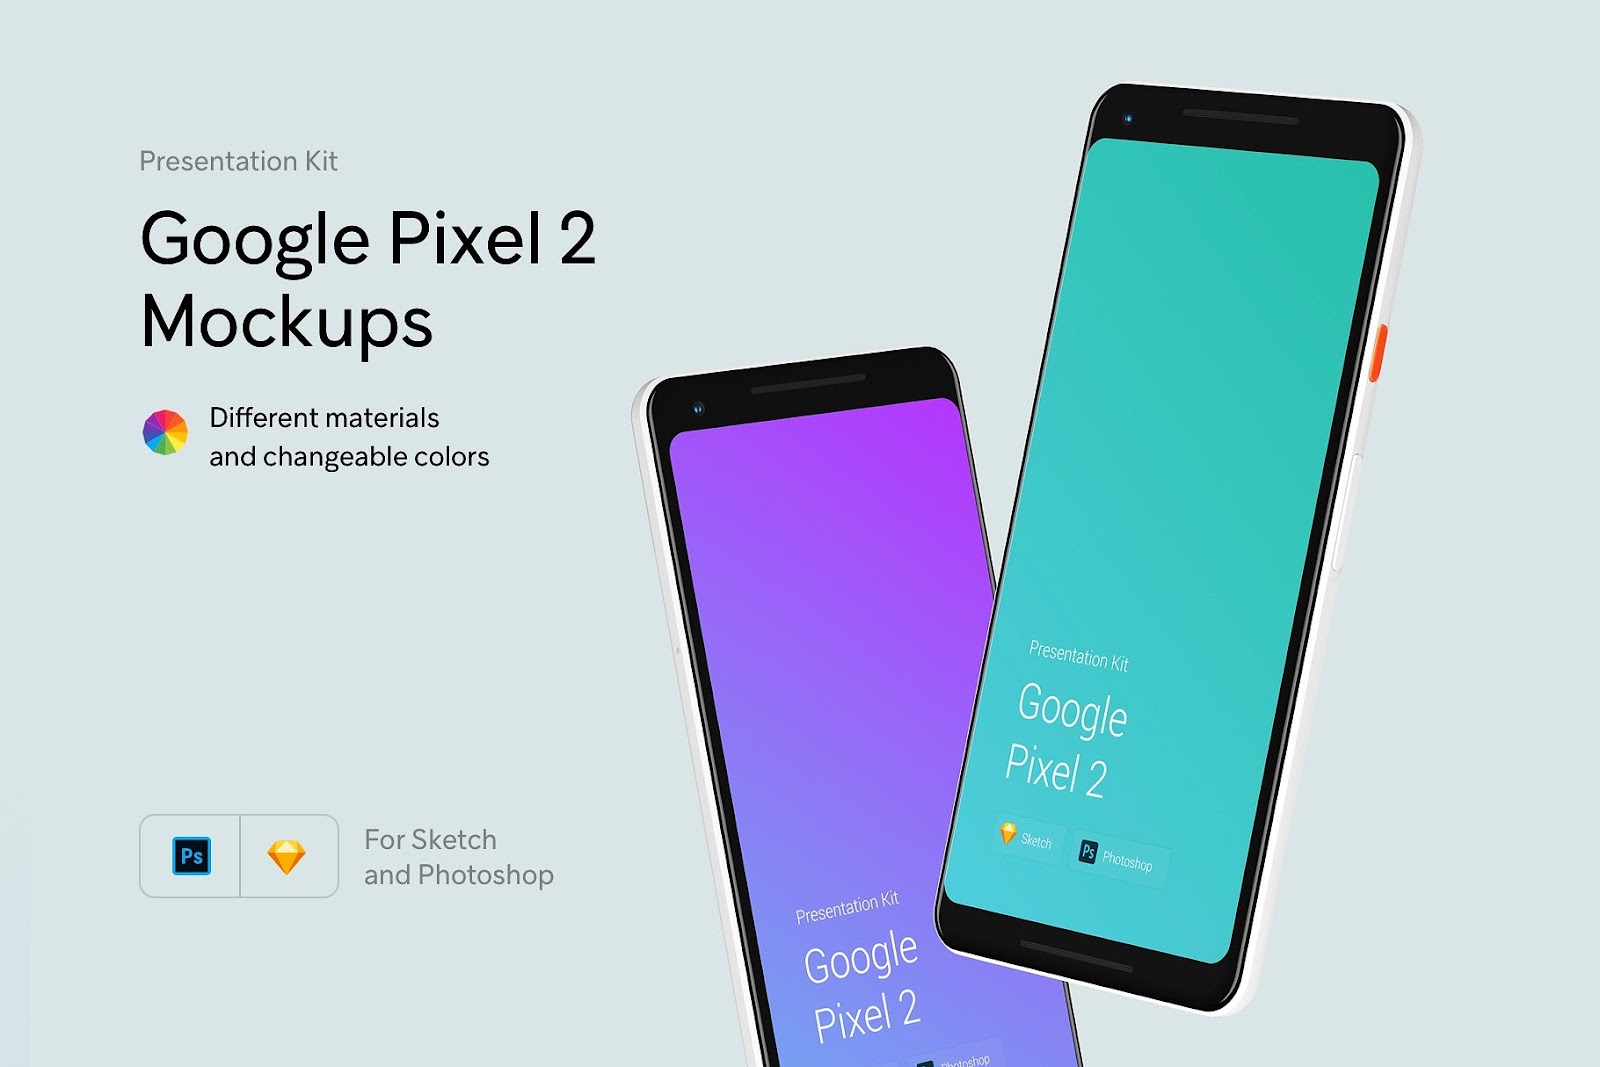 Presentation Kit
Google Pixel 2
Mockups
Different materials
and changeable colors
Ps
For Sketch
and Photoshop
Presentation Kit
Google
Pixel 2
Photoshop
Presentation Kit
Google
Pixel 2
Sketch
Ps
Photoshop